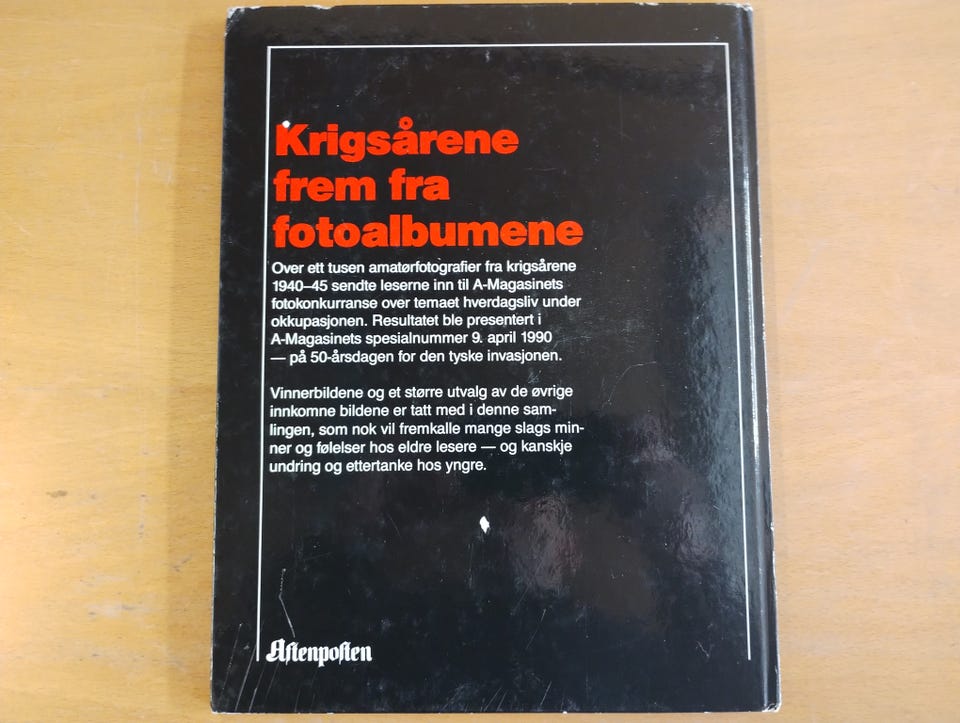 Krigsårene
frem fra
fotoalbumene
Over ett tusen amatørfotografier fra krigsårene
1940–45 sendte leserne inn til A-Magasinets
fotokonkurranse over temaet hverdagsliv under
okkupasjonen. Resultatet ble presentert i
A-Magasinets spesialnummer 9. april 1990
— på 50-årsdagen for den tyske invasjonen.
Vinnerbildene og et større utvalg av de øvrige
innkomne bildene er tatt med i denne sam-
lingen, som nok vil fremkalle mange slags min-
ner og følelser hos eldre lesere — og kanskje
undring og ettertanke hos yngre.
Aftenposten